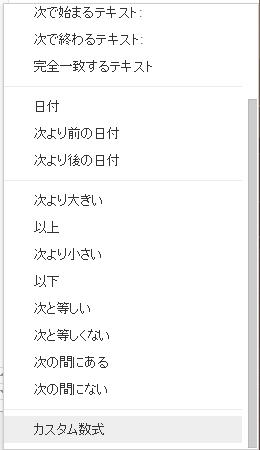 次で始まるテキスト:
次で終わるテキスト:
完全一致するテキスト
日付
次より前の日付
次より後の日付
次より大きい
以上
次より小さい
以下
次と等しい
次と等しくない
次の間にある
次の間にない
カスタム数式